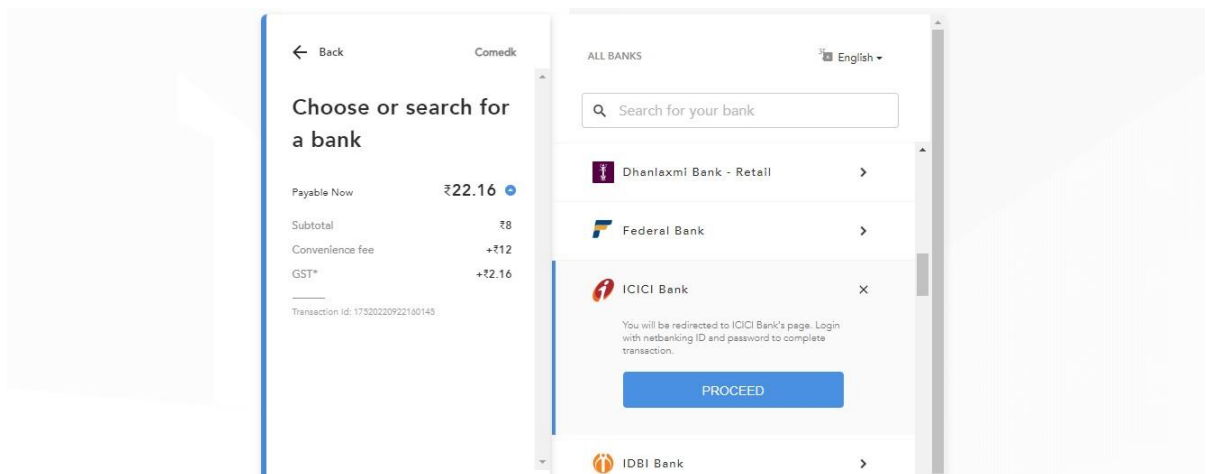 Back
Comedk
Choose or search for
a bank
Payable Now ₹22.16
Subtotal ₹8
Convenience fee +₹12
GST* +₹2.16
Transaction Id: 17520220922160145
ALL BANKS
English
Search for your bank
Dhanlaxmi Bank - Retail
Federal Bank
ICICI Bank
You will be redirected to ICICI Bank's page. Login
with netbanking ID and password to complete
transaction.
PROCEED
IDBI Bank